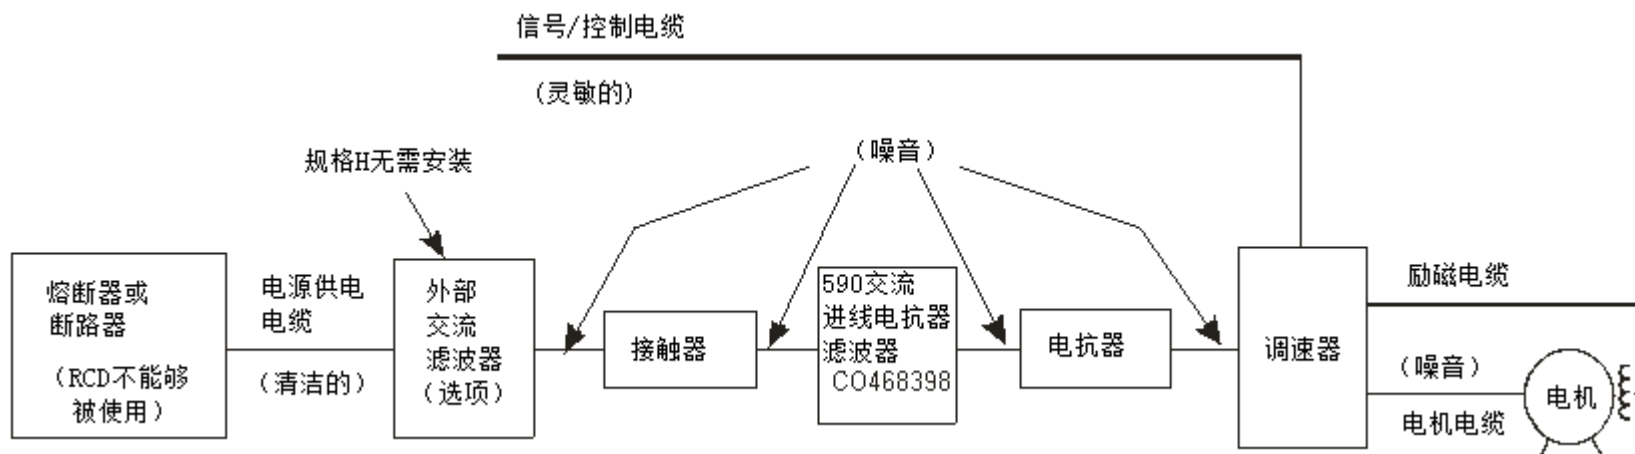 信号/控制电缆
(灵敏的)
(噪音)
规格H无需安装
熔断器或
断路器
(RCD不能够
被使用)
电源供电
电缆
(清洁的)
外部
交流
滤波器
(选项)
接触器
590交流
进线电抗器
滤波器
CO468398
电抗器
调速器
励磁电缆
(噪音)
电机电缆
电机